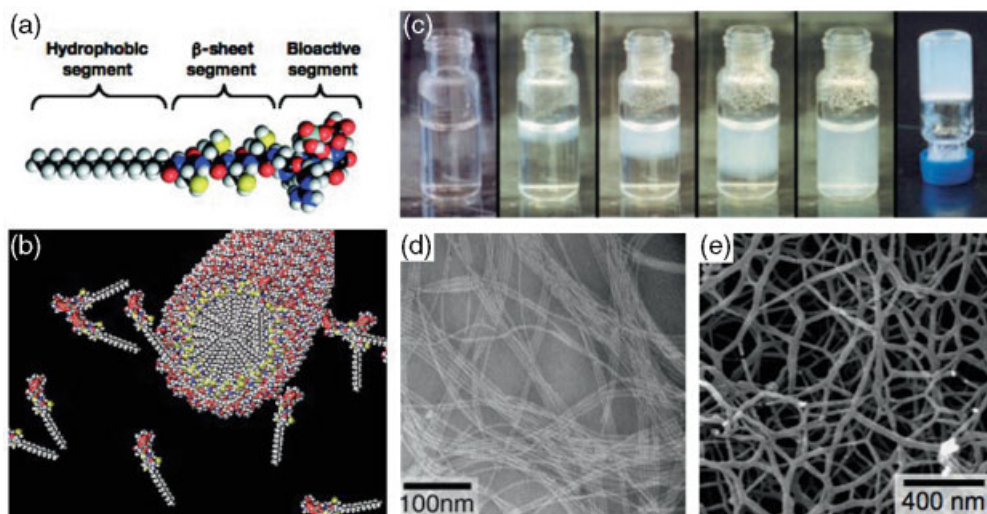 (a)
Hydrophobic segment
β-sheet segment
Bioactive segment
(b)
(c)
(d)
100nm
(e)
400 nm